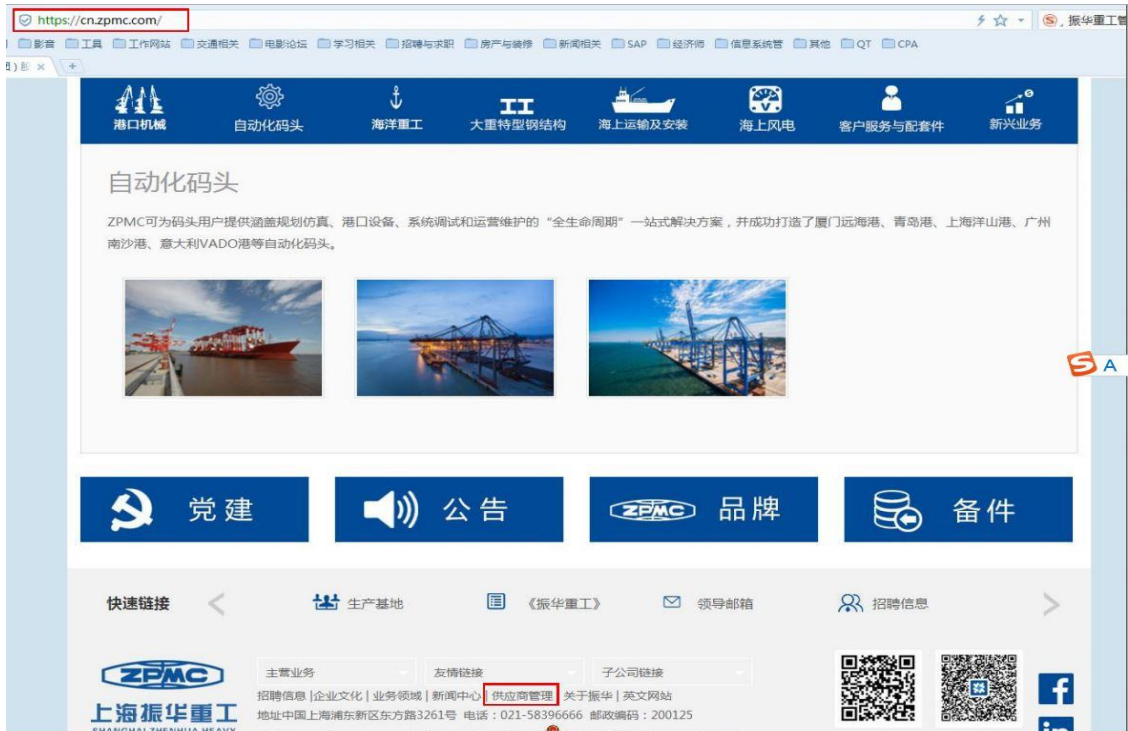 https://cn.zpmc.com/
振华重工管
影音 工具 工作网站 交通相关 电影论坛 学习相关 招聘与求职 房产与装修 新闻相关 SAP 经济师 信息系统管 其他 QT CPA
港口机械 自动化码头 海洋重工 大重特型钢结构 海上运输及安装 海上风电 客户服务与配套件 新兴业务
自动化码头
ZPMC可为码头用户提供涵盖规划仿真、港口设备、系统调试和运营维护的“全生命周期”一站式解决方案，并成功打造了厦门远海港、青岛港、上海洋山港、广州
南沙港、意大利VADO港等自动化码头。
S A
党建 公告 ZPMC 品牌 备件
快速链接 < 生产基地 《振华重工》 领导邮箱 招聘信息 >
ZPMC
主营业务 友情链接 子公司链接
招聘信息 | 企业文化 | 业务领域 | 新闻中心 | 供应商管理 关于振华 | 英文网站
上海振华重工
地址中国上海浦东新区东方路3261号 电话：021-58396666 邮政编码：200125
SHANGHAI ZHENHUA HEAVY
f
in